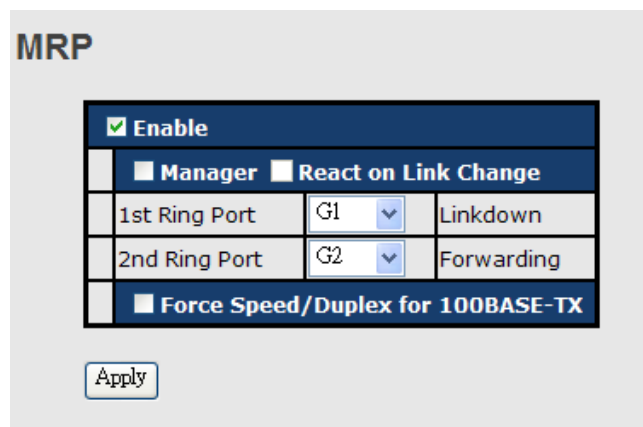 MRP
Enable
Manager React on Link Change
1st Ring Port G1 Linkdown
2nd Ring Port G2 Forwarding
Force Speed/Duplex for 100BASE-TX
Apply